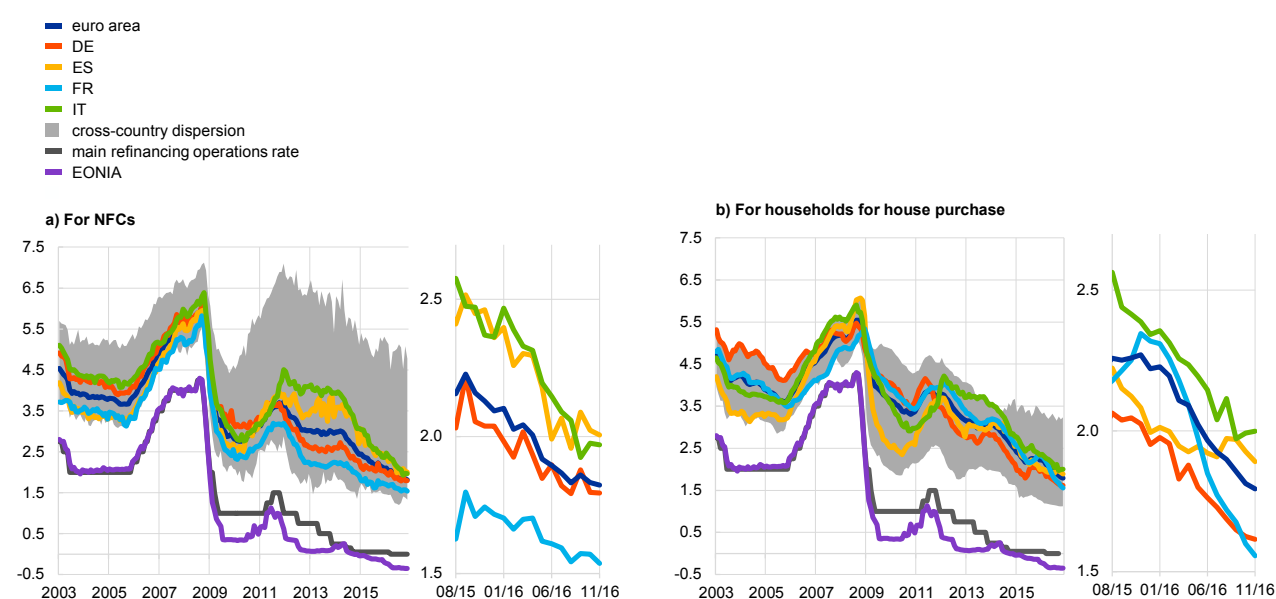 euro area
DE
ES
FR
IT
cross-country dispersion
main refinancing operations rate
EONIA
a) For NFCs
7.5
6.5
5.5
4.5
3.5
2.5
1.5
0.5
-0.5
2003 2005 2007 2009 2011 2013 2015
2.5
2.0
1.5
08/15 01/16 06/16 11/16
b) For households for house purchase
7.5
6.5
5.5
4.5
3.5
2.5
1.5
0.5
-0.5
2003 2005 2007 2009 2011 2013 2015
2.5
2.0
1.5
08/15 01/16 06/16 11/16